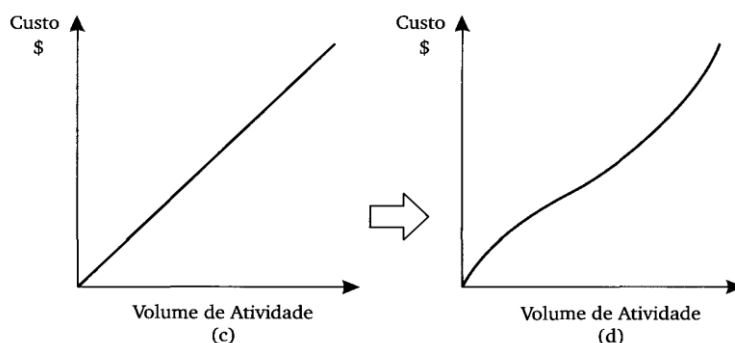 Custo
$
Volume de Atividade
(c)
Custo
$
Volume de Atividade
(d)